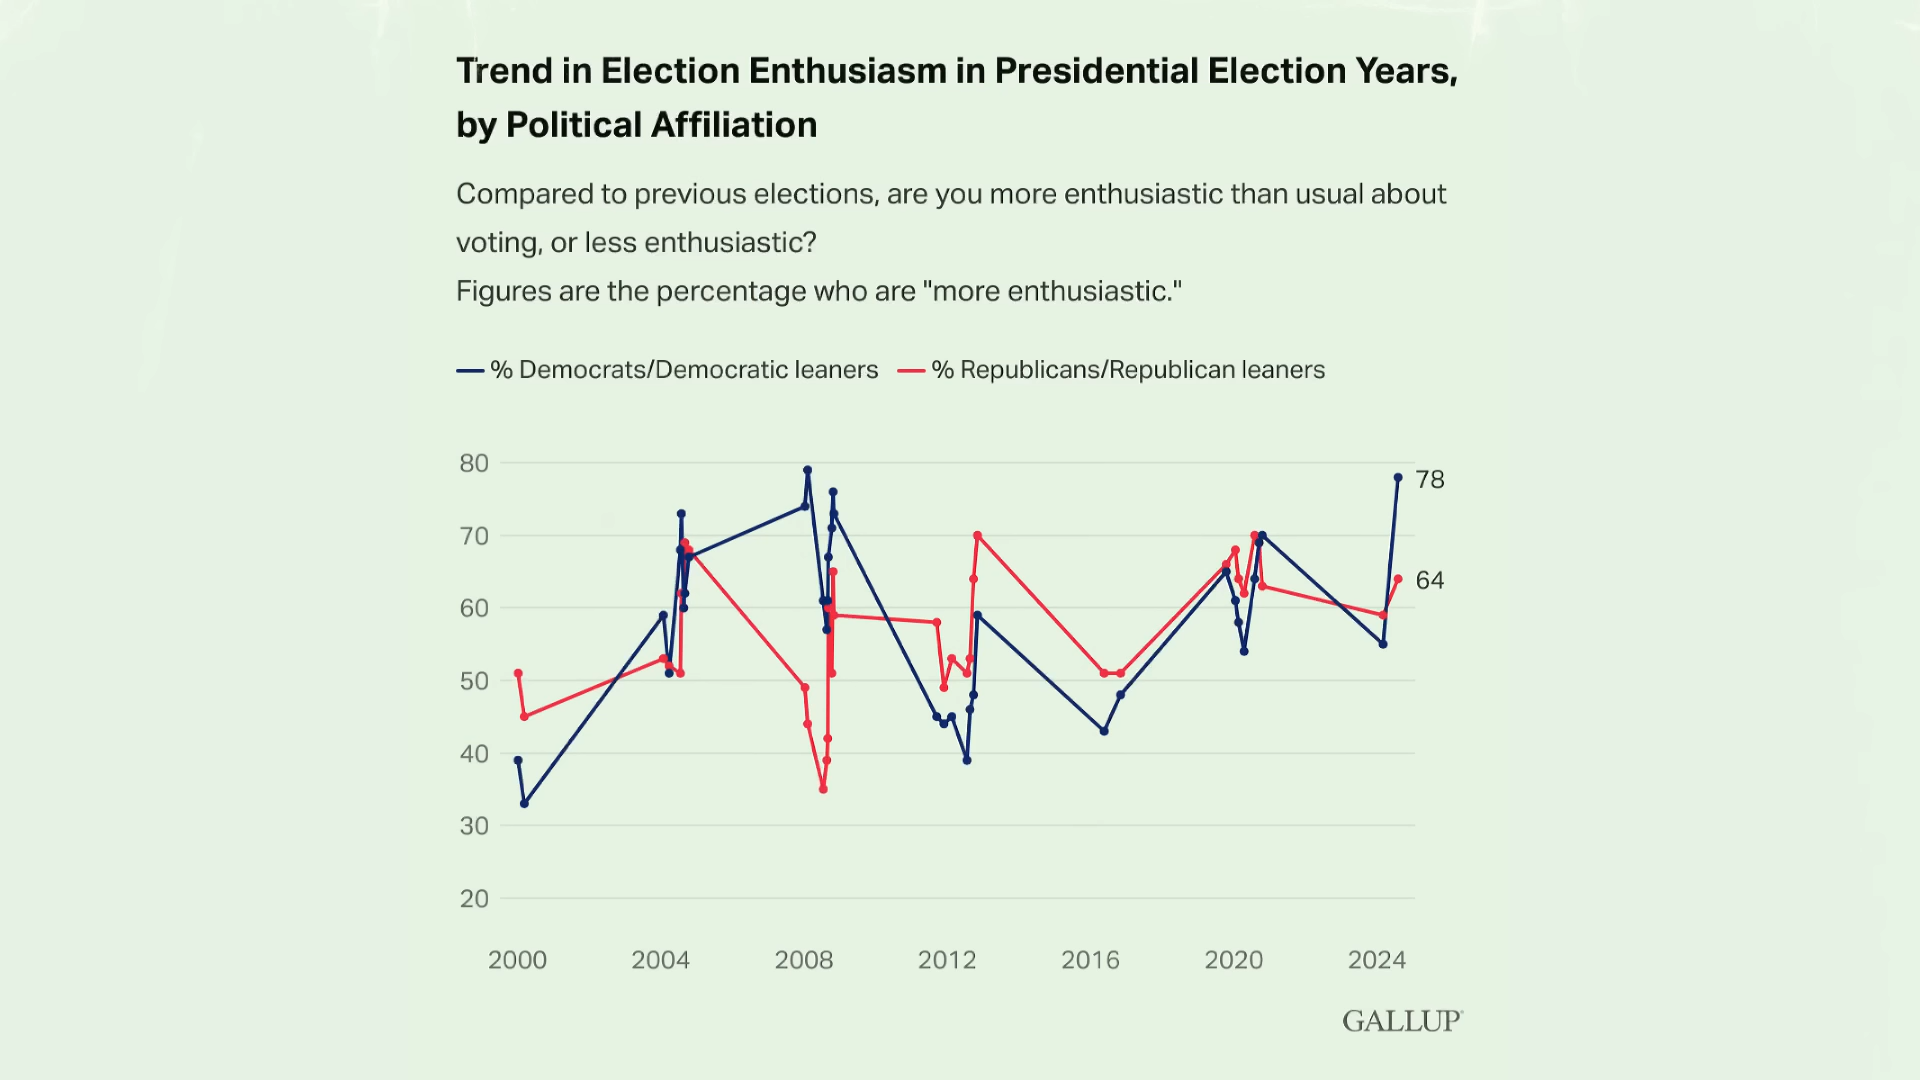 Trend in Election Enthusiasm in Presidential Election Years,
by Political Affiliation
Compared to previous elections, are you more enthusiastic than usual about
voting, or less enthusiastic?
Figures are the percentage who are "more enthusiastic."
% Democrats/Democratic leaners % Republicans/Republican leaners
80
78
70
64
60
50
40
30
20
2000 2004 2008 2012 2016 2020 2024
GALLUP